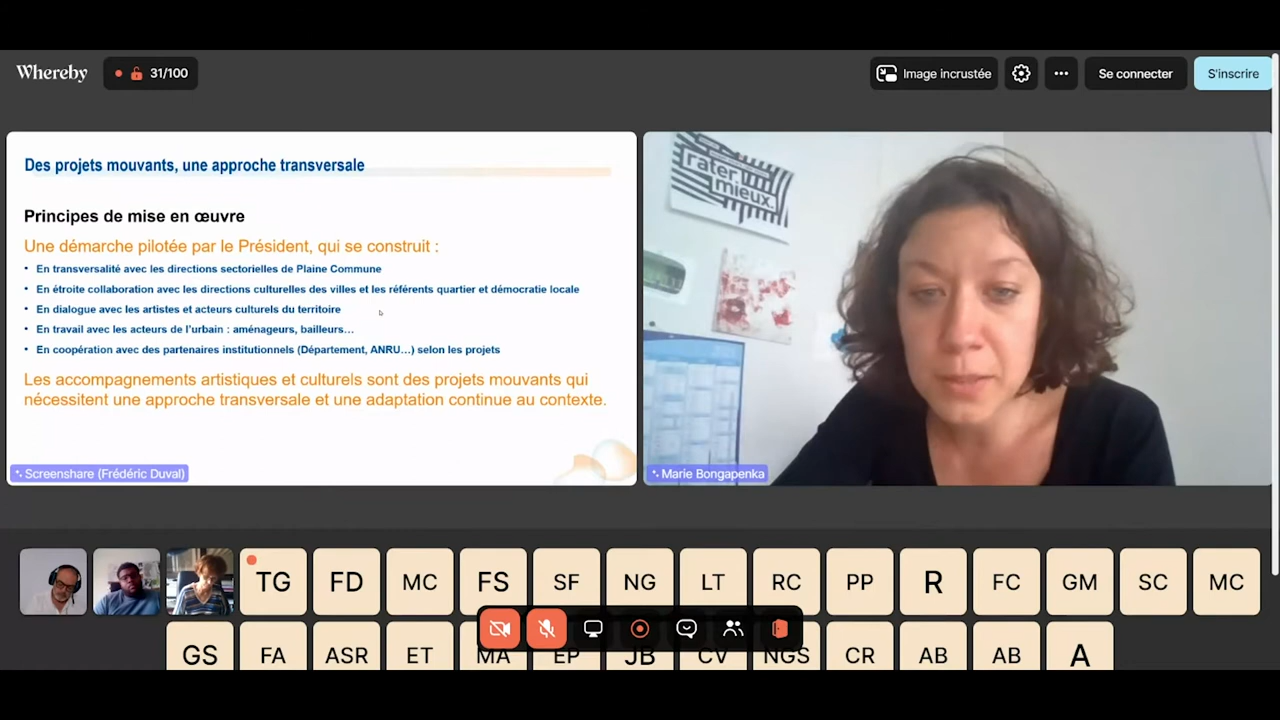 Whereby
31/100
Image incrustée
Se connecter
S'inscrire
Des projets mouvants, une approche transversale
Principes de mise en œuvre
Une démarche pilotée par le Président, qui se construit :
• En transversalité avec les directions sectorielles de Plaine Commune
• En étroite collaboration avec les directions culturelles des villes et les référents quartier et démocratie locale
• En dialogue avec les artistes et acteurs culturels du territoire
• En travail avec les acteurs de l'urbain : aménageurs, bailleurs…
• En coopération avec des partenaires institutionnels (Département, ANRU…) selon les projets
Les accompagnements artistiques et culturels sont des projets mouvants qui
nécessitent une approche transversale et une adaptation continue au contexte.
Screenshare (Frédéric Duval)
rater
mieux.
Marie Bongapenka
TG FD MC FS SF NG LT RC PP R FC GM SC MC
GS FA ASR ET MA EP JB CV NGS CR AB AB A